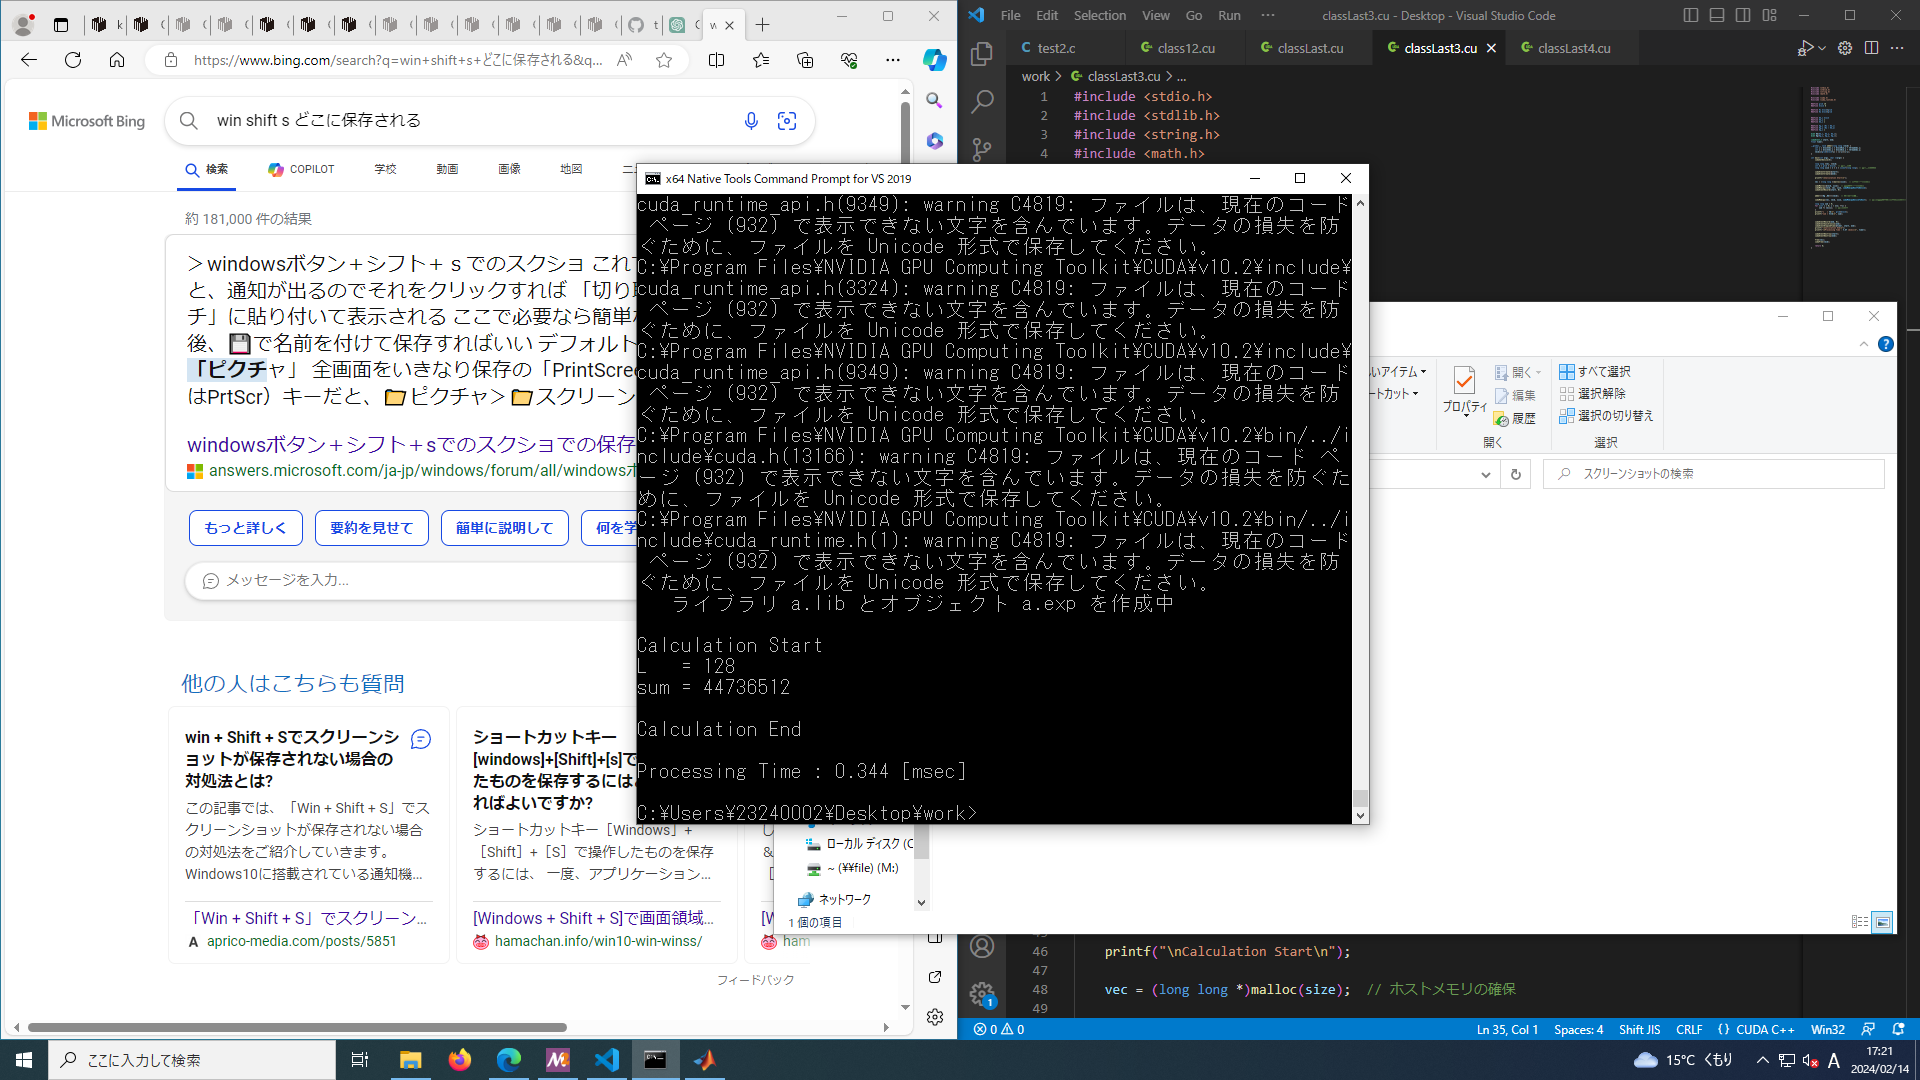 https://www.bing.com/search?q=win+shift+s+どこに保存される&q...
Microsoft Bing
win shift s どこに保存される
検索
COPILOT
学校
動画
画像
地図
約 181,000 件の結果
＞windowsボタン＋シフト＋ｓでのスクショ
と、通知が出るのでそれをクリックすれば 「切り
チ」に貼り付いて表示される ここで必要なら簡単
後、💾で名前を付けて保存すればいい デフォルト
「ピクチャ」 全画面をいきなり保存の「PrintScre
はPrtScr）キーだと、📁ピクチャ＞📁スクリーン
windowsボタン＋シフト＋sでのスクショでの保存
answers.microsoft.com/ja-jp/windows/forum/all/windows
もっと詳しく
要約を見せて
簡単に説明して
何を学
メッセージを入力...
他の人はこちらも質問
win + Shift + Sでスクリーンシ
ョットが保存されない場合の
対処法とは?
この記事では、「Win + Shift + S」でス
クリーンショットが保存されない場合
の対処法をご紹介していきます。
Windows10に搭載されている通知機...
「Win + Shift + S」でスクリーン...
aprico-media.com/posts/5851
ショートカットキー
[windows]+[Shift]+[s]で
たものを保存するには
ればよいですか?
ショートカットキー［Windows］+
［Shift］+［S］で操作したものを保存
するには、 一度、アプリケーション...
[Windows + Shift + S]で画面領域...
hamachan.info/win10-win-winss/
ham
フィードバック
x64 Native Tools Command Prompt for VS 2019
cuda_runtime_api.h(9349): warning C4819: ファイルは、現在のコード
ページ (932) で表示できない文字を含んでいます。データの損失を防
ぐために、ファイルを Unicode 形式で保存してください。
C:¥Program Files¥NVIDIA GPU Computing Toolkit¥CUDA¥v10.2¥include¥
cuda_runtime_api.h(3324): warning C4819: ファイルは、現在のコード
ページ (932) で表示できない文字を含んでいます。データの損失を防
ぐために、ファイルを Unicode 形式で保存してください。
C:¥Program Files¥NVIDIA GPU Computing Toolkit¥CUDA¥v10.2¥include¥
cuda_runtime_api.h(9349): warning C4819: ファイルは、現在のコード
ページ (932) で表示できない文字を含んでいます。データの損失を防
ぐために、ファイルを Unicode 形式で保存してください。
C:¥Program Files¥NVIDIA GPU Computing Toolkit¥CUDA¥v10.2¥bin/../i
nclude¥cuda.h(13166): warning C4819: ファイルは、現在のコード ペ
ージ (932) で表示できない文字を含んでいます。データの損失を防ぐた
めに、ファイルを Unicode 形式で保存してください。
C:¥Program Files¥NVIDIA GPU Computing Toolkit¥CUDA¥v10.2¥bin/../i
nclude¥cuda_runtime.h(1): warning C4819: ファイルは、現在のコード
ページ (932) で表示できない文字を含んでいます。データの損失を防
ぐために、ファイルを Unicode 形式で保存してください。
ライブラリ a.lib とオブジェクト a.exp を作成中
Calculation Start
L = 128
sum = 44736512
Calculation End
Processing Time : 0.344 [msec]
C:¥Users¥23240002¥Desktop¥work>
File Edit Selection View Go Run ···
classLast3.cu - Desktop - Visual Studio Code
test2.c
class12.cu
classLast.cu
classLast3.cu
classLast4.cu
work > classLast3.cu > ...
1 #include <stdio.h>
2 #include <stdlib.h>
3 #include <string.h>
4 #include <math.h>
いアイテム
ートカット
プロパティ
開く
編集
履歴
開く
すべて選択
選択解除
選択の切り替え
選択
スクリーンショットの検索
ローカル ディスク (C
~ (¥¥file) (M:)
ネットワーク
1 個の項目
46 printf("\nCalculation Start\n");
47
48 vec = (long long *)malloc(size); // ホストメモリの確保
49
0 0
Ln 35, Col 1
Spaces: 4
Shift JIS
CRLF
{} CUDA C++
Win32
ここに入力して検索
15°C くもり
A
17:21
2024/02/14